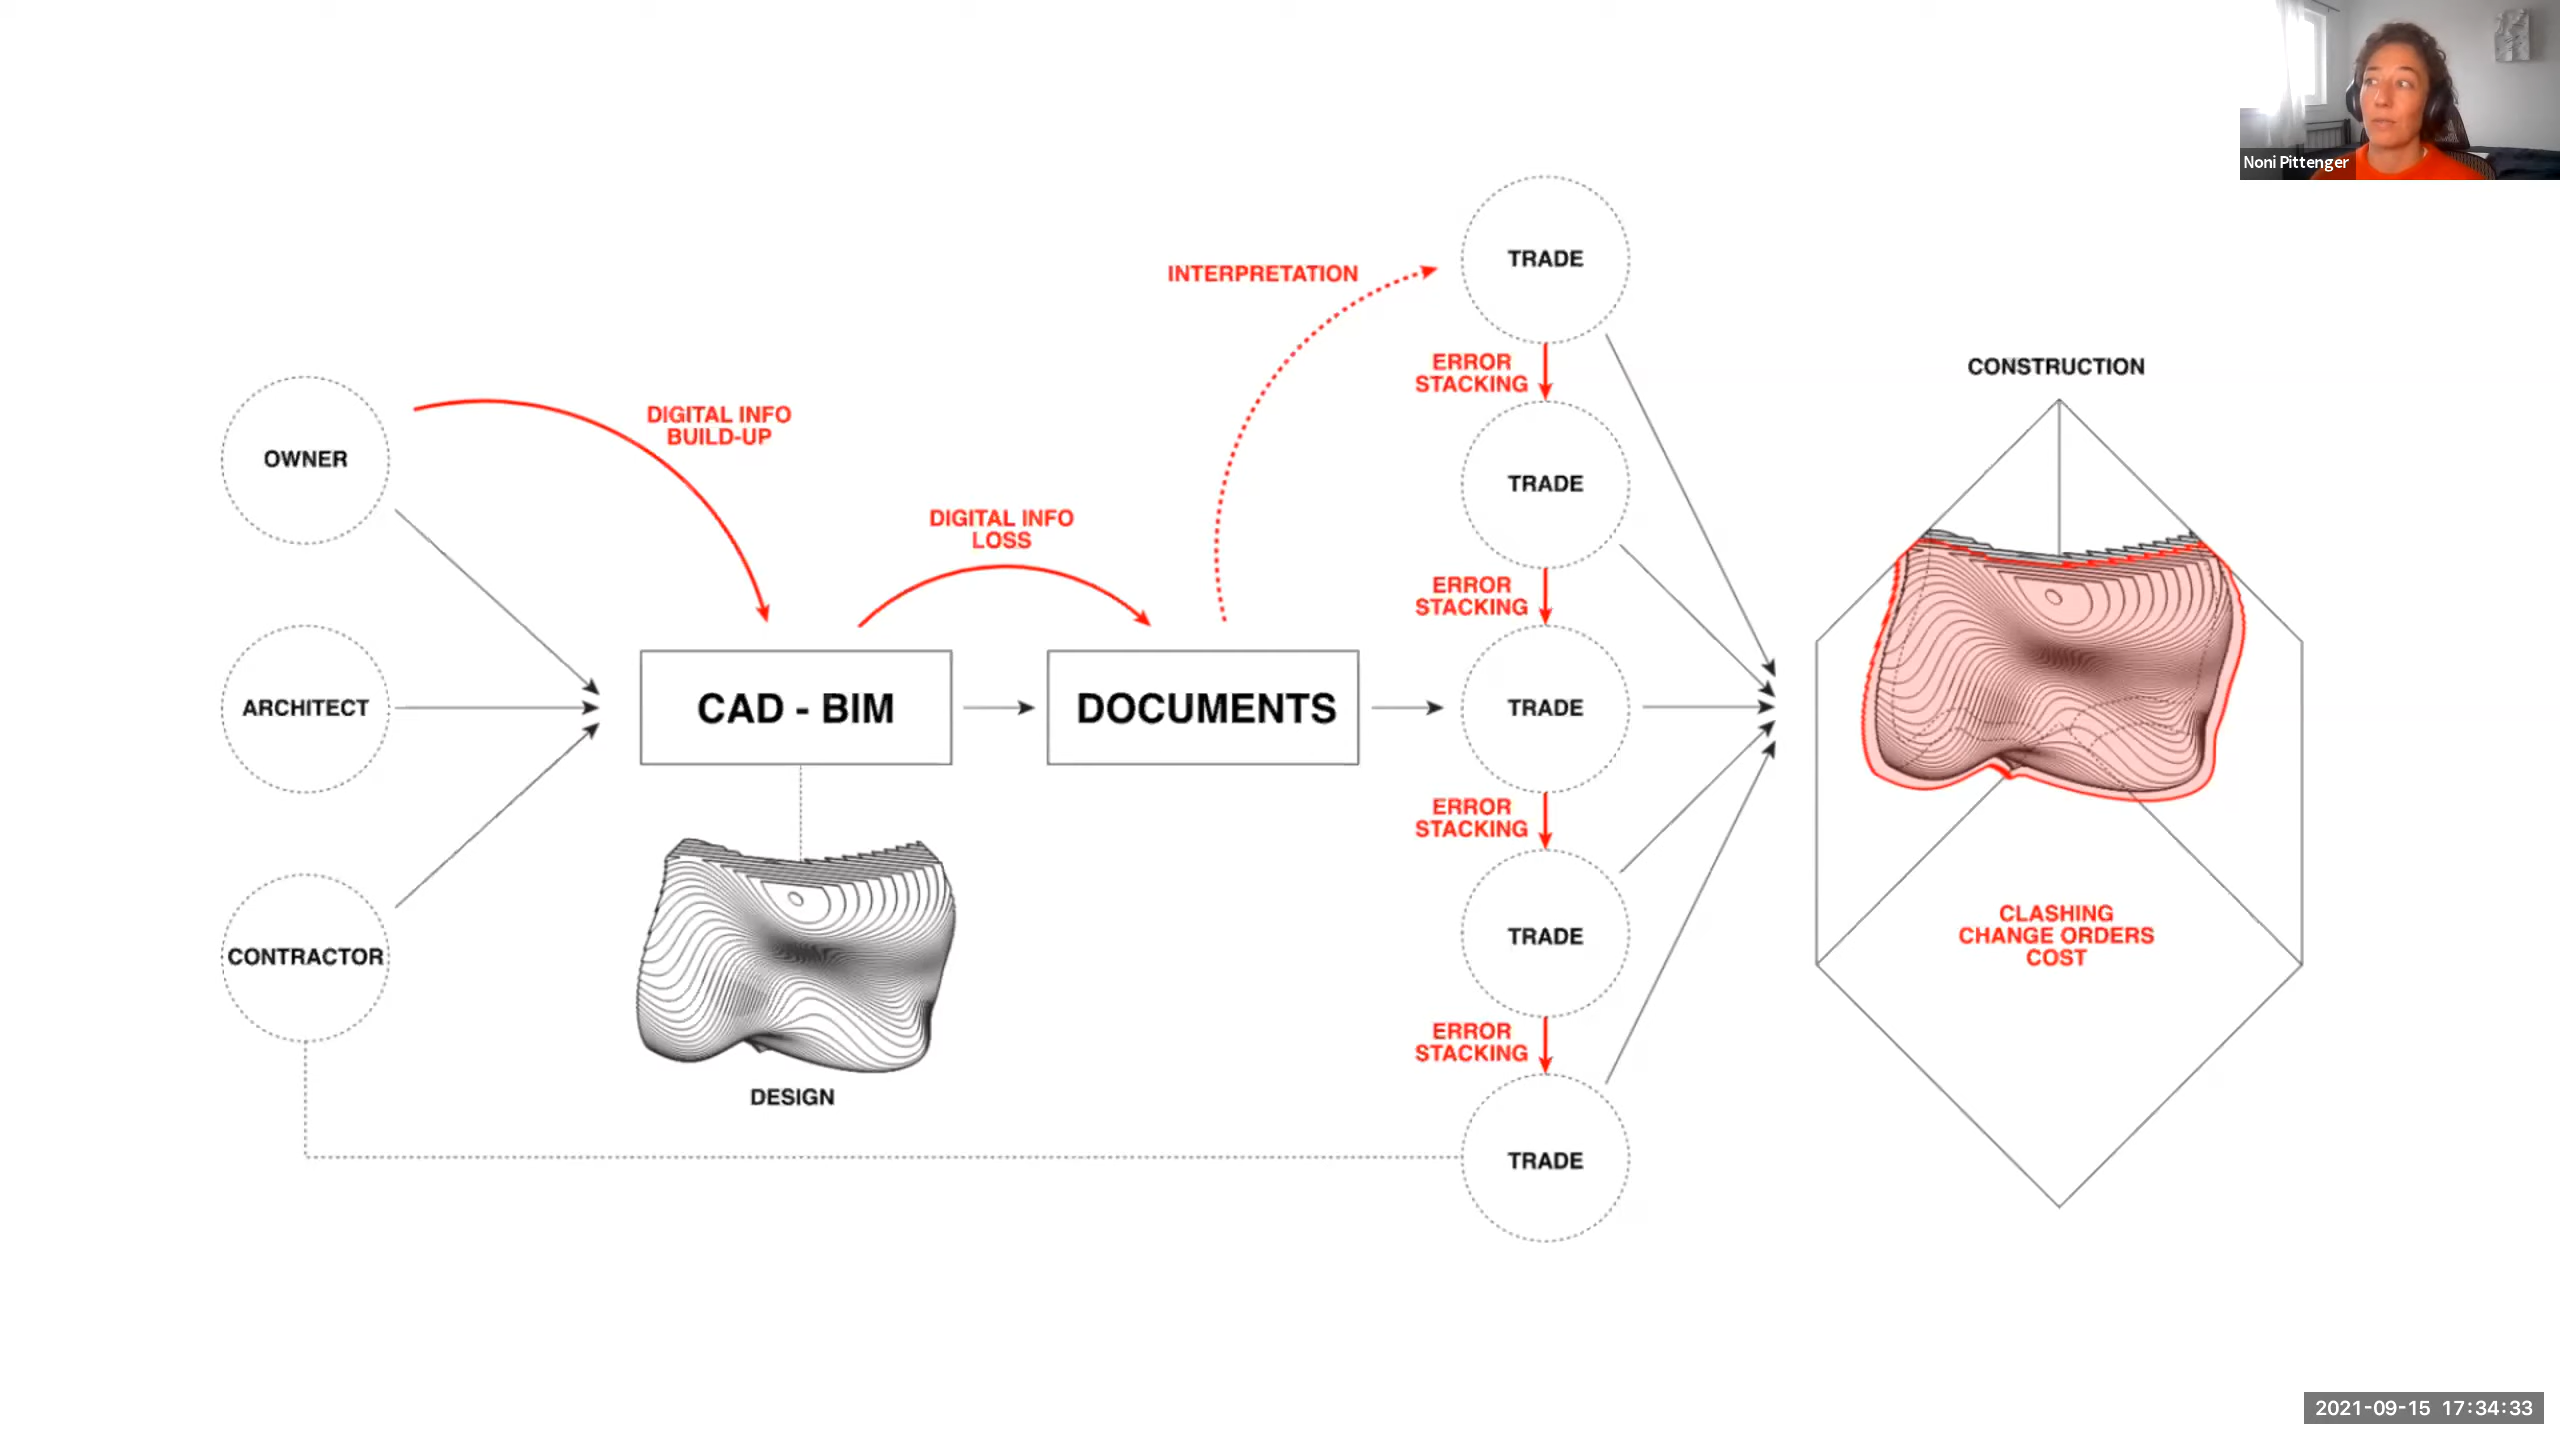 Noni Pittenger
TRADE
INTERPRETATION
ERROR
STACKING
CONSTRUCTION
DIGITAL INFO
BUILD-UP
OWNER
TRADE
DIGITAL INFO
LOSS
ERROR
STACKING
ARCHITECT
CAD - BIM
DOCUMENTS
TRADE
ERROR
STACKING
CLASHING
CHANGE ORDERS
COST
TRADE
CONTRACTOR
ERROR
STACKING
DESIGN
TRADE
2021-09-15 17:34:33